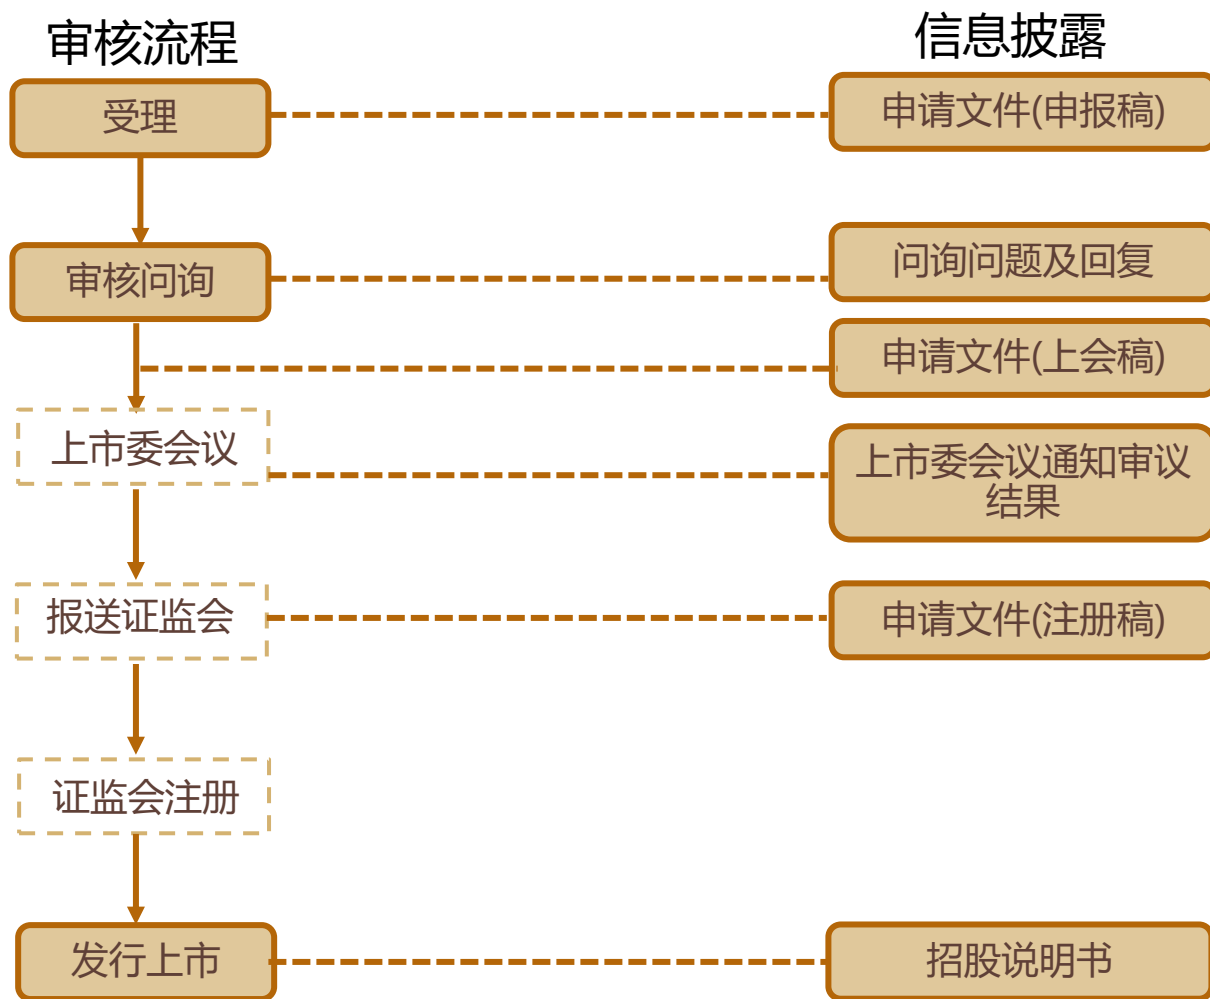 审核流程
信息披露
受理
申请文件(申报稿)
审核问询
问询问题及回复
申请文件(上会稿)
上市委会议
上市委会议通知审议
结果
报送证监会
申请文件(注册稿)
证监会注册
发行上市
招股说明书